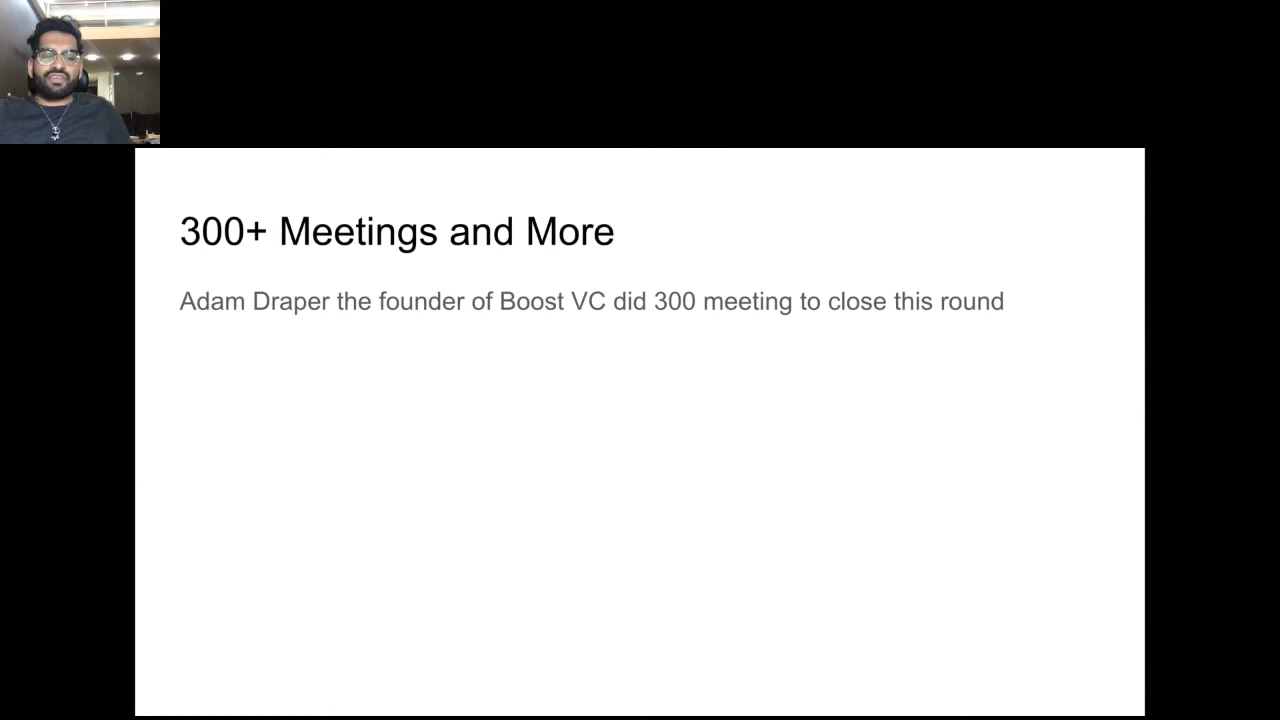 300+ Meetings and More
Adam Draper the founder of Boost VC did 300 meeting to close this round